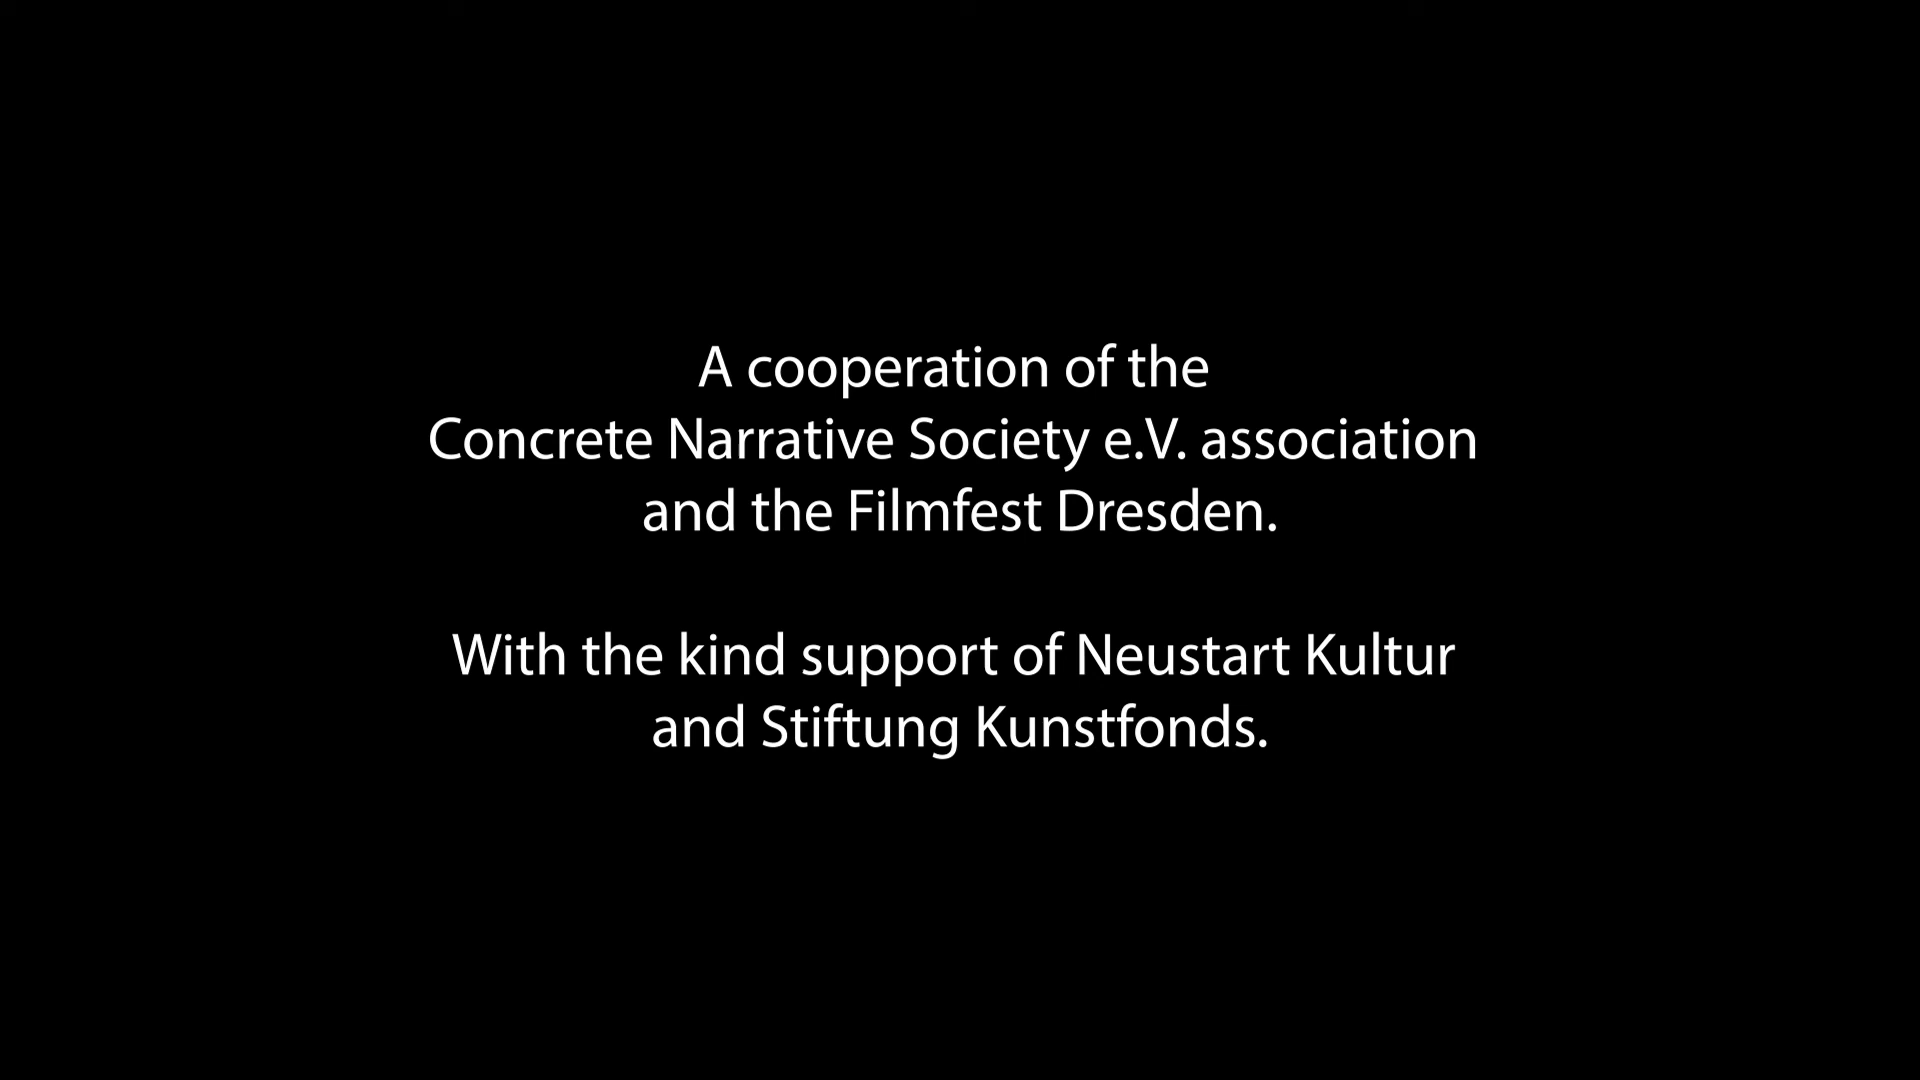 A cooperation of the
Concrete Narrative Society e.V. association
and the Filmfest Dresden.
With the kind support of Neustart Kultur
and Stiftung Kunstfonds.